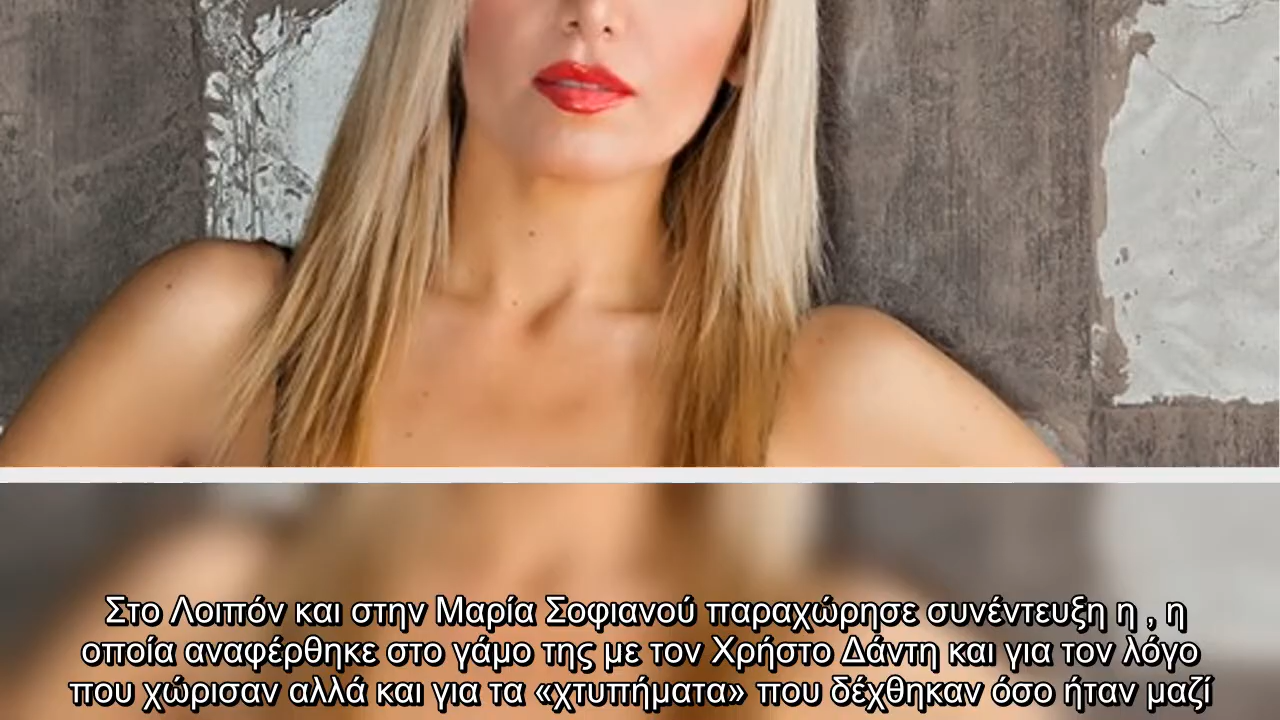 Στο Λοιπόν και στην Μαρία Σοφιανού παραχώρησε συνέντευξη η , η
οποία αναφέρθηκε στο γάμο της με τον Χρήστο Δάντη και για τον λόγο
που χώρισαν αλλά και για τα «χτυπήματα» που δέχθηκαν όσο ήταν μαζί